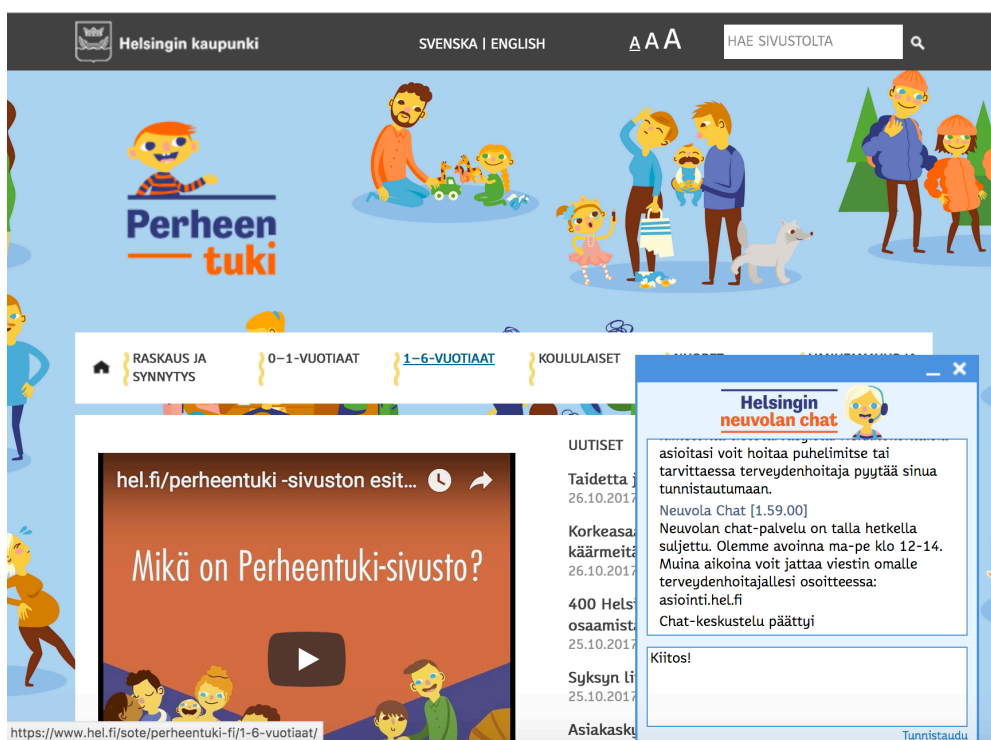 Helsingin kaupunki
SVENSKA | ENGLISH
A A A
HAE SIVUSTOLTA
Perheen
tuki
RASKAUS JA
SYNNYTYS
0–1-VUOTIAAT
1–6-VUOTIAAT
KOULULAISET
hel.fi/perheentuki -sivuston esit...
Mikä on Perheentuki-sivusto?
UUTISET
Taidetta j
26.10.2017
Korkeasaa
käärmeitä
26.10.2017
400 Hels
osaamista
25.10.2017
Syksyn li
25.10.2017
Asiakasky
Helsingin
neuvolan chat
asioitasi voit hoitaa puhelimitse tai
tarvittaessa terveydenhoitaja pyytää sinua
tunnistautumaan.
Neuvola Chat [1.59.00]
Neuvolan chat-palvelu on talla hetkella
suljettu. Olemme avoinna ma-pe klo 12-14.
Muina aikoina voit jattaa viestin omalle
terveydenhoitajallesi osoitteessa:
asiointi.hel.fi
Chat-keskustelu päättyi
Kiitos!
Tunnistaudu
https://www.hel.fi/sote/perheentuki-fi/1-6-vuotiaat/